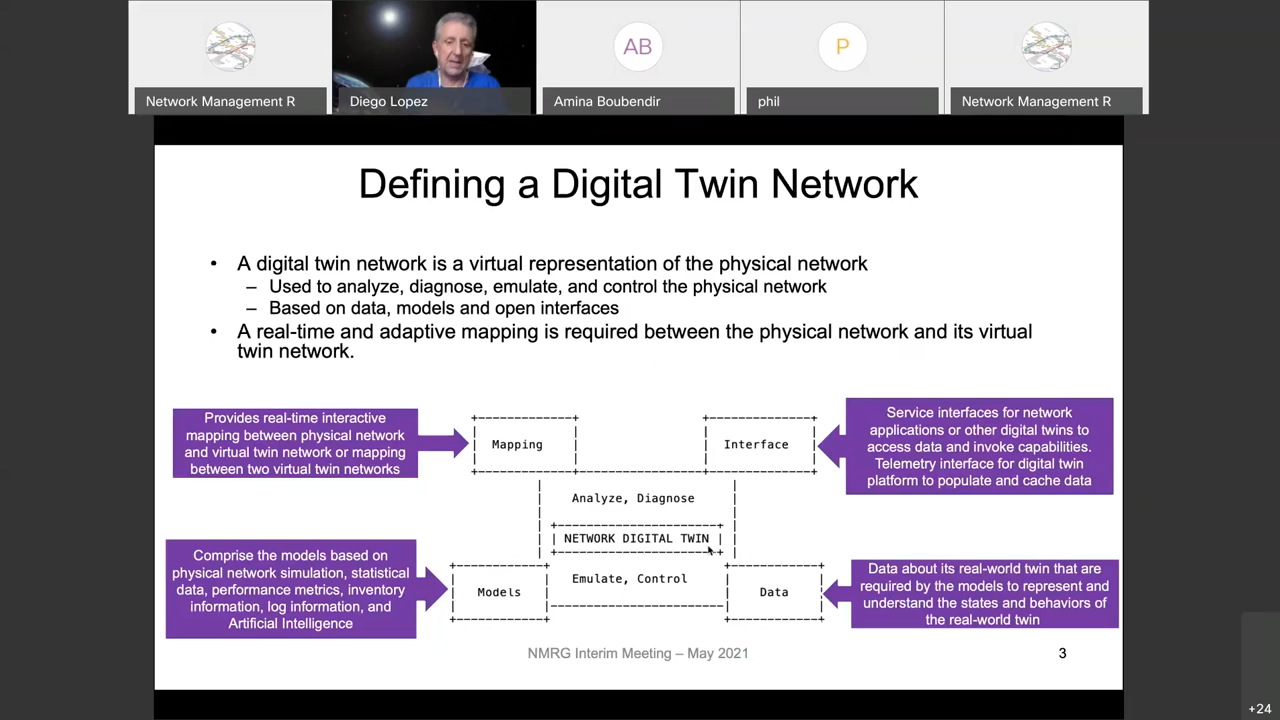 AB
P
Network Management R
Diego Lopez
Amina Boubendir
phil
Network Management R
Defining a Digital Twin Network
• A digital twin network is a virtual representation of the physical network
– Used to analyze, diagnose, emulate, and control the physical network
– Based on data, models and open interfaces
• A real-time and adaptive mapping is required between the physical network and its virtual
twin network.
Provides real-time interactive
mapping between physical network
and virtual twin network or mapping
between two virtual twin networks
Mapping
Interface
Service interfaces for network
applications or other digital twins to
access data and invoke capabilities.
Telemetry interface for digital twin
platform to populate and cache data
Analyze, Diagnose
NETWORK DIGITAL TWIN
Emulate, Control
Comprise the models based on
physical network simulation, statistical
data, performance metrics, inventory
information, log information, and
Artificial Intelligence
Models
Data
Data about its real-world twin that are
required by the models to represent and
understand the states and behaviors of
the real-world twin
NMRG Interim Meeting – May 2021
3
+24